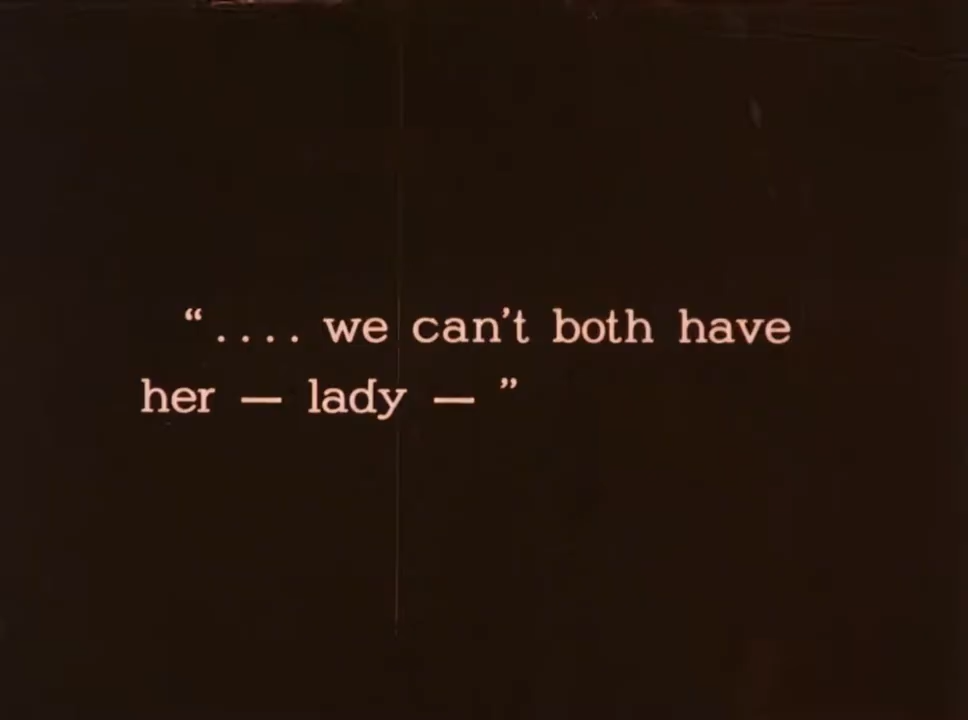 “.... we can’t both have
her — lady — ”